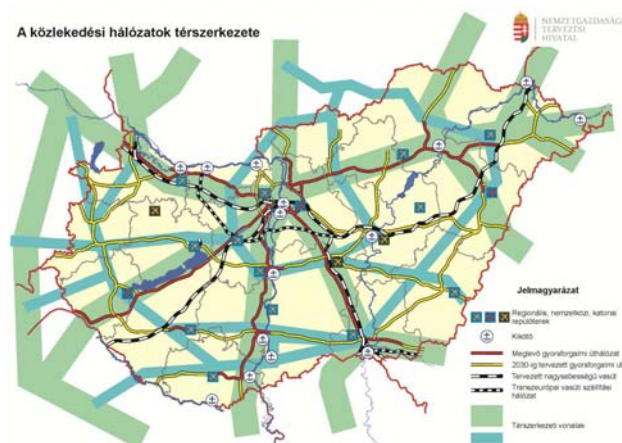 A közlekedési hálózatok térszerkezete
NEMZETGAZDASÁGI
TERVEZÉSI
HIVATAL
Jelmagyarázat
Regionális, nemzetközi, katonai
repülőterek
Kikötő
Meglevő gyorsforgalmi úthálózat
2030-ig tervezett gyorsforgalmi út
Tervezett nagysebességű vasút
Transzeurópai vasúti szállítási
hálózat
Térszerkezeti vonalak